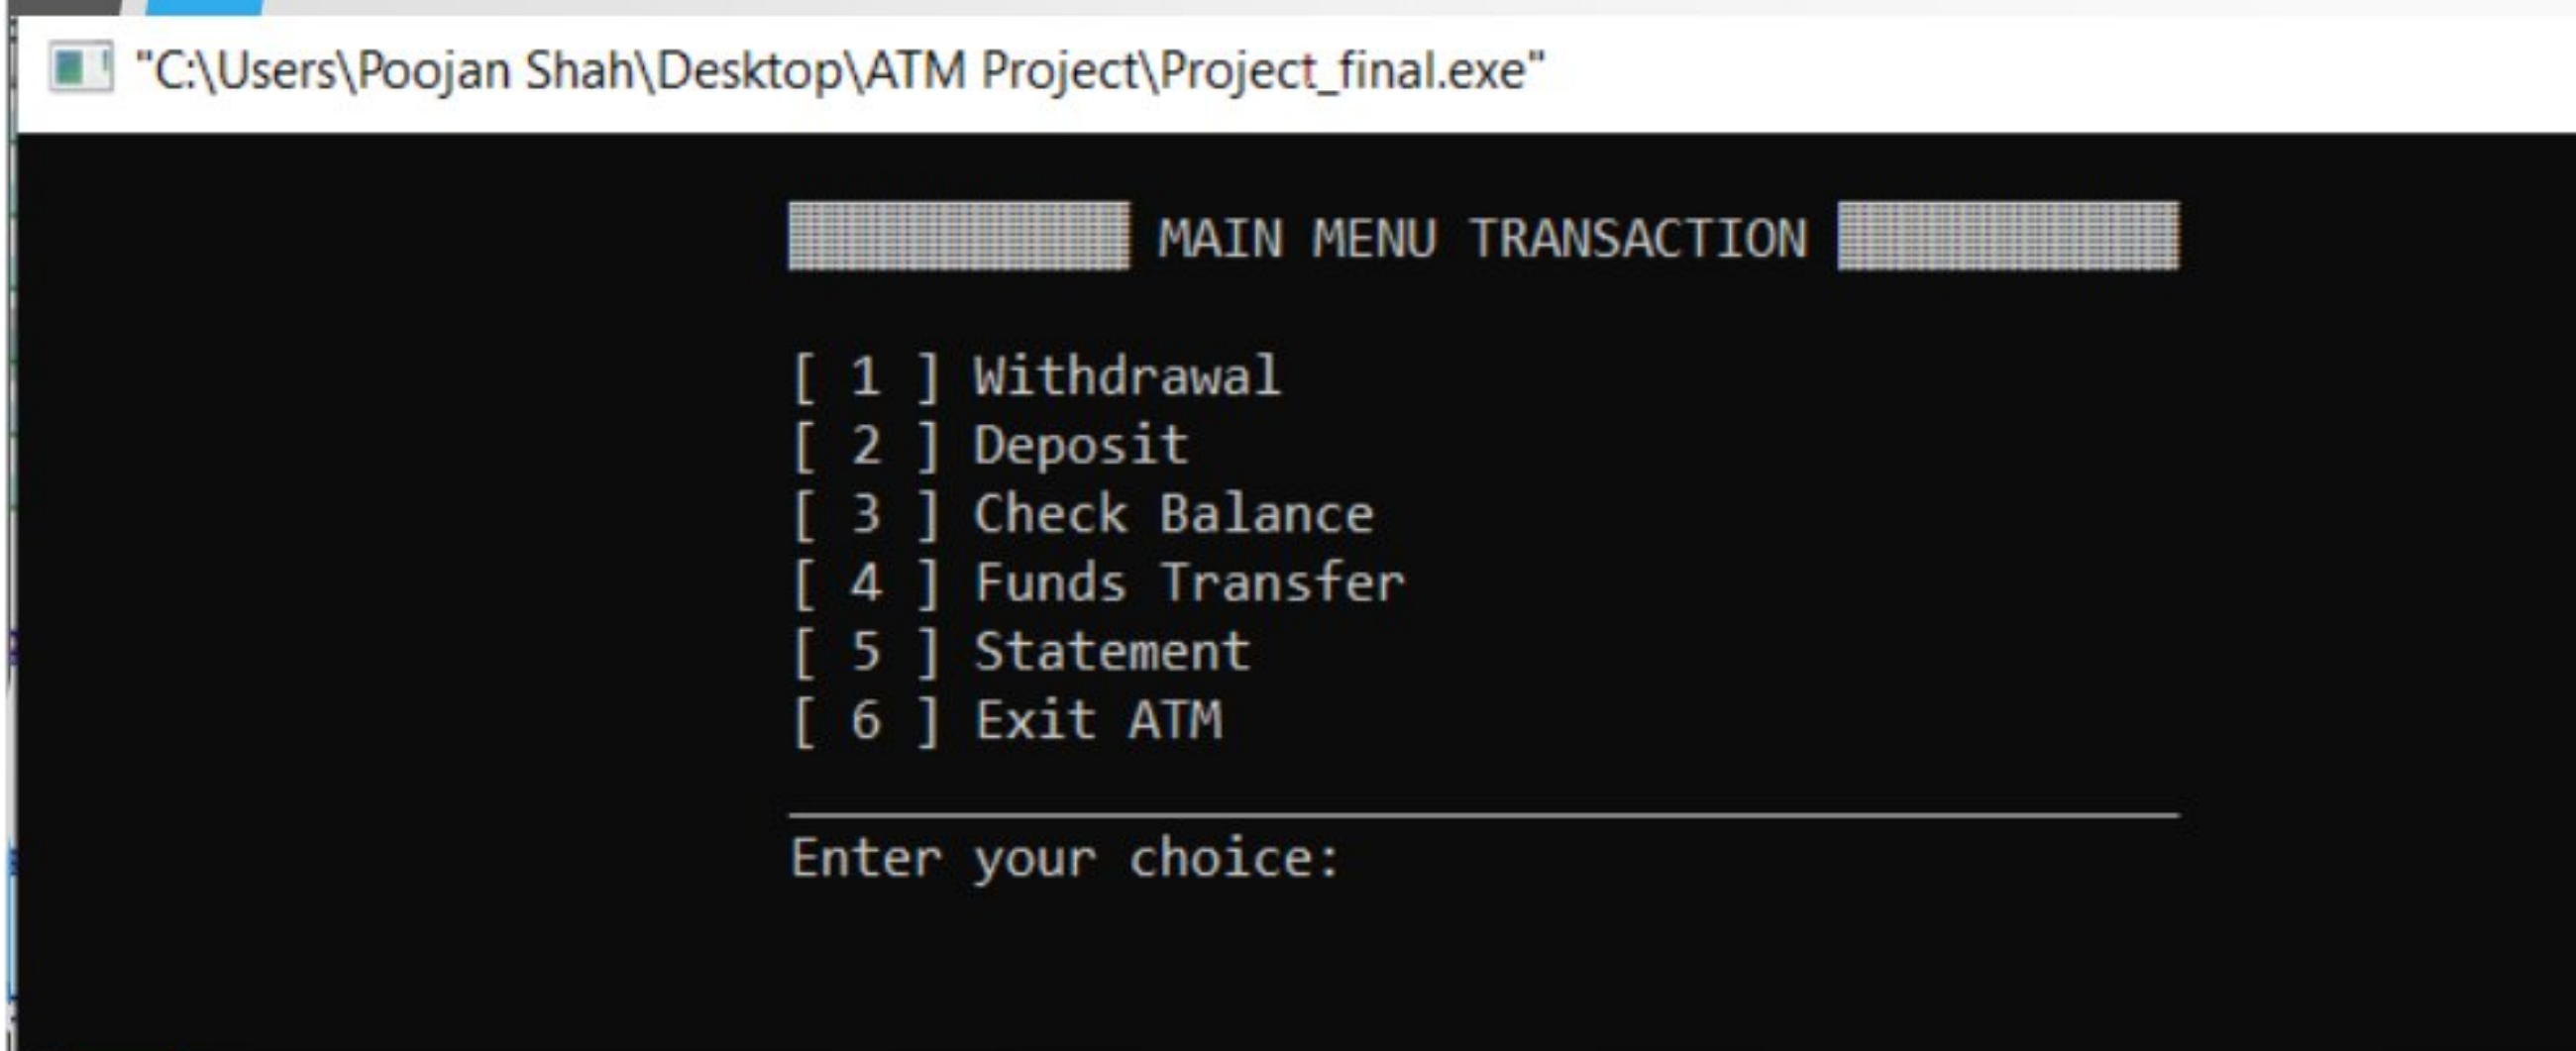 "C:\Users\Poojan Shah\Desktop\ATM Project\Project_final.exe"
MAIN MENU TRANSACTION
[ 1 ] Withdrawal
[ 2 ] Deposit
[ 3 ] Check Balance
[ 4 ] Funds Transfer
[ 5 ] Statement
[ 6 ] Exit ATM
Enter your choice: